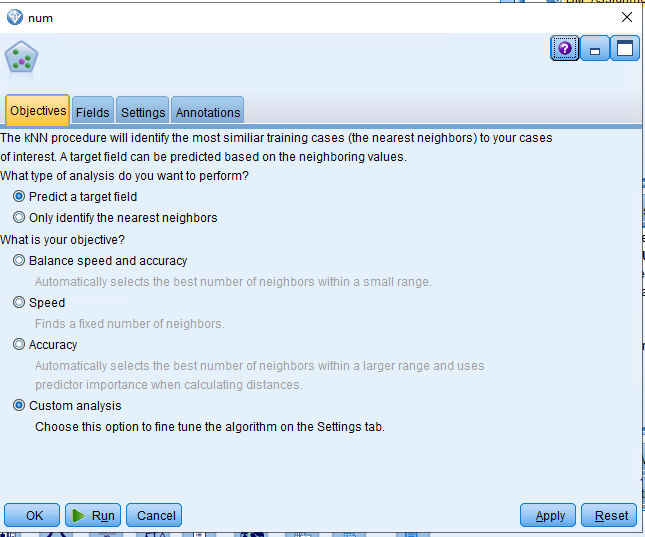 num
Objectives Fields Settings Annotations
The kNN procedure will identify the most similiar training cases (the nearest neighbors) to your cases
of interest. A target field can be predicted based on the neighboring values.
What type of analysis do you want to perform?
Predict a target field
Only identify the nearest neighbors
What is your objective?
Balance speed and accuracy
Automatically selects the best number of neighbors within a small range.
Speed
Finds a fixed number of neighbors.
Accuracy
Automatically selects the best number of neighbors within a larger range and uses
predictor importance when calculating distances.
Custom analysis
Choose this option to fine tune the algorithm on the Settings tab.
OK Run Cancel Apply Reset